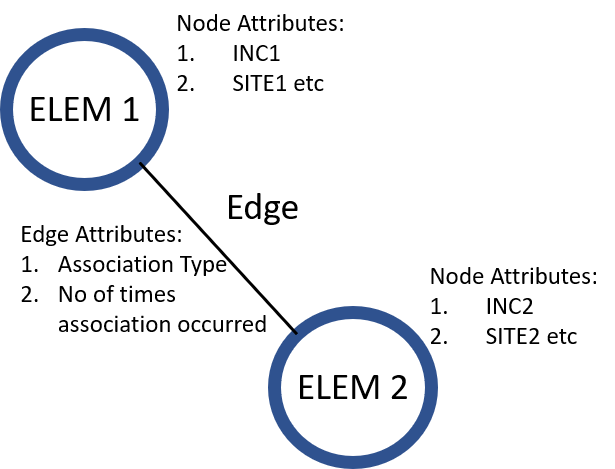 Node Attributes:
1. INC1
2. SITE1 etc
ELEM 1
Edge
Edge Attributes:
1. Association Type
2. No of times
association occurred
Node Attributes:
1. INC2
2. SITE2 etc
ELEM 2